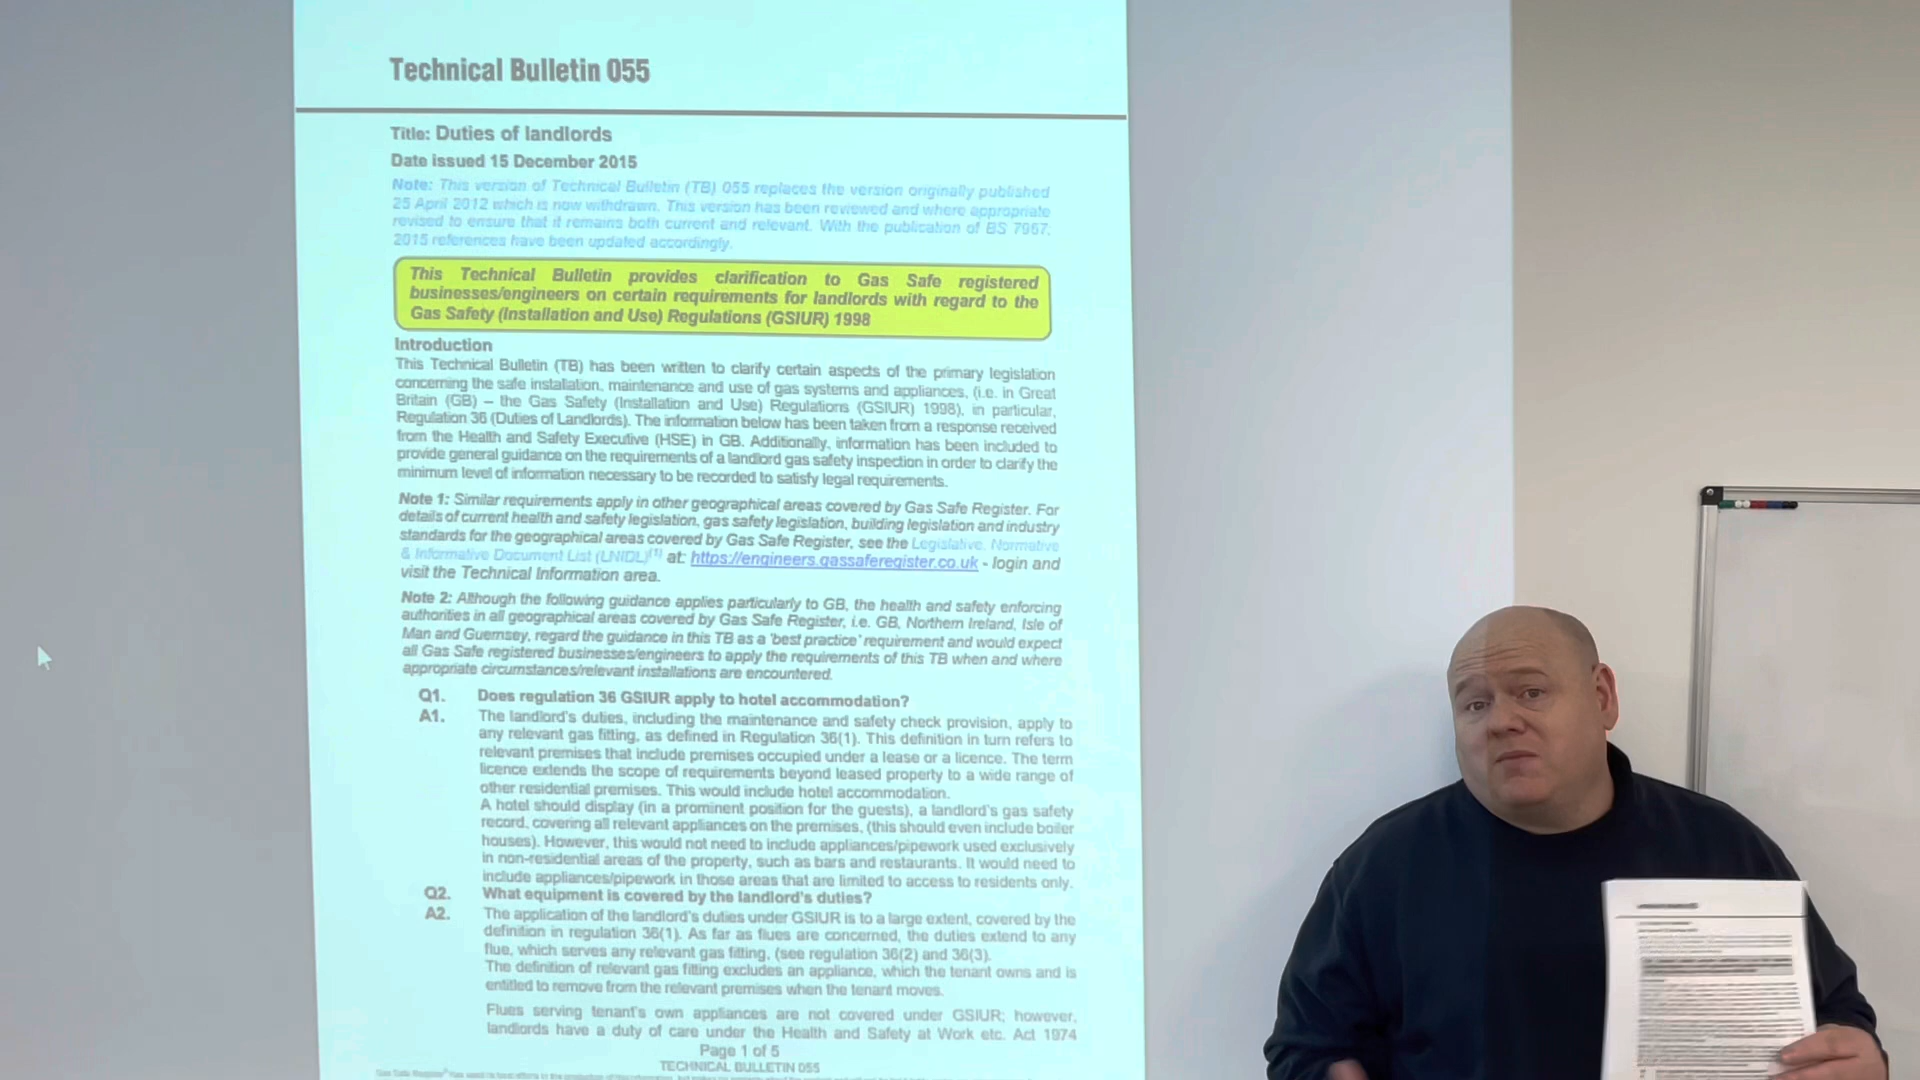 Technical Bulletin 055
Title: Duties of landlords
Date issued 15 December 2015
Note: This version of Technical Bulletin (TB) 055 replaces the version originally published
25 April 2012 which is now withdrawn. This version has been reviewed and where appropriate
revised to ensure that it remains both current and relevant. With the publication of BS 7967:
2015 references have been updated accordingly.
This Technical Bulletin provides clarification to Gas Safe registered
businesses/engineers on certain requirements for landlords with regard to the
Gas Safety (Installation and Use) Regulations (GSIUR) 1998
Introduction
This Technical Bulletin (TB) has been written to clarify certain aspects of the primary legislation
concerning the safe installation, maintenance and use of gas systems and appliances, (i.e. in Great
Britain (GB) – the Gas Safety (Installation and Use) Regulations (GSIUR) 1998), in particular,
Regulation 36 (Duties of Landlords). The information below has been taken from a response received
from the Health and Safety Executive (HSE) in GB. Additionally, information has been included to
provide general guidance on the requirements of a landlord gas safety inspection in order to clarify the
minimum level of information necessary to be recorded to satisfy legal requirements.
Note 1: Similar requirements apply in other geographical areas covered by Gas Safe Register. For
details of current health and safety legislation, gas safety legislation, building legislation and industry
standards for the geographical areas covered by Gas Safe Register, see the Legislative, Normative
& Informative Document List (LNIDL)[1] at: https://engineers.gassaferegister.co.uk - login and
visit the Technical Information area.
Note 2: Although the following guidance applies particularly to GB, the health and safety enforcing
authorities in all geographical areas covered by Gas Safe Register, i.e. GB, Northern Ireland, Isle of
Man and Guernsey, regard the guidance in this TB as a 'best practice' requirement and would expect
all Gas Safe registered businesses/engineers to apply the requirements of this TB when and where
appropriate circumstances/relevant installations are encountered.
Q1. Does regulation 36 GSIUR apply to hotel accommodation?
A1. The landlord's duties, including the maintenance and safety check provision, apply to
any relevant gas fitting, as defined in Regulation 36(1). This definition in turn refers to
relevant premises that include premises occupied under a lease or a licence. The term
licence extends the scope of requirements beyond leased property to a wide range of
other residential premises. This would include hotel accommodation.
A hotel should display (in a prominent position for the guests), a landlord's gas safety
record, covering all relevant appliances on the premises, (this should even include boiler
houses). However, this would not need to include appliances/pipework used exclusively
in non-residential areas of the property, such as bars and restaurants. It would need to
include appliances/pipework in those areas that are limited to access to residents only.
Q2. What equipment is covered by the landlord's duties?
A2. The application of the landlord's duties under GSIUR is to a large extent, covered by the
definition in regulation 36(1). As far as flues are concerned, the duties extend to any
flue, which serves any relevant gas fitting, (see regulation 36(2) and 36(3).
The definition of relevant gas fitting excludes an appliance, which the tenant owns and is
entitled to remove from the relevant premises when the tenant moves.
Flues serving tenant's own appliances are not covered under GSIUR; however,
landlords have a duty of care under the Health and Safety at Work etc. Act 1974
Page 1 of 5
TECHNICAL BULLETIN 055